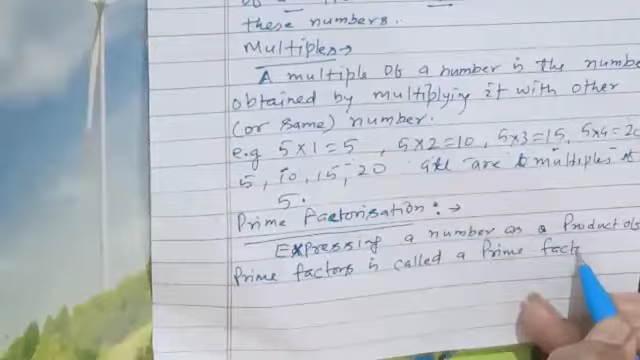 these numbers.
Multiples→
A multiple of a number is the numbe
obtained by multiplying it with other
(or same) number.
e.g 5×1=5 , 5×2=10, 5×3=15, 5×4=20
5, 10, 15, 20 are multiples of
5.
Prime Factorisation:→
Expressing a number as a Product of
Prime factors is called a Prime fact